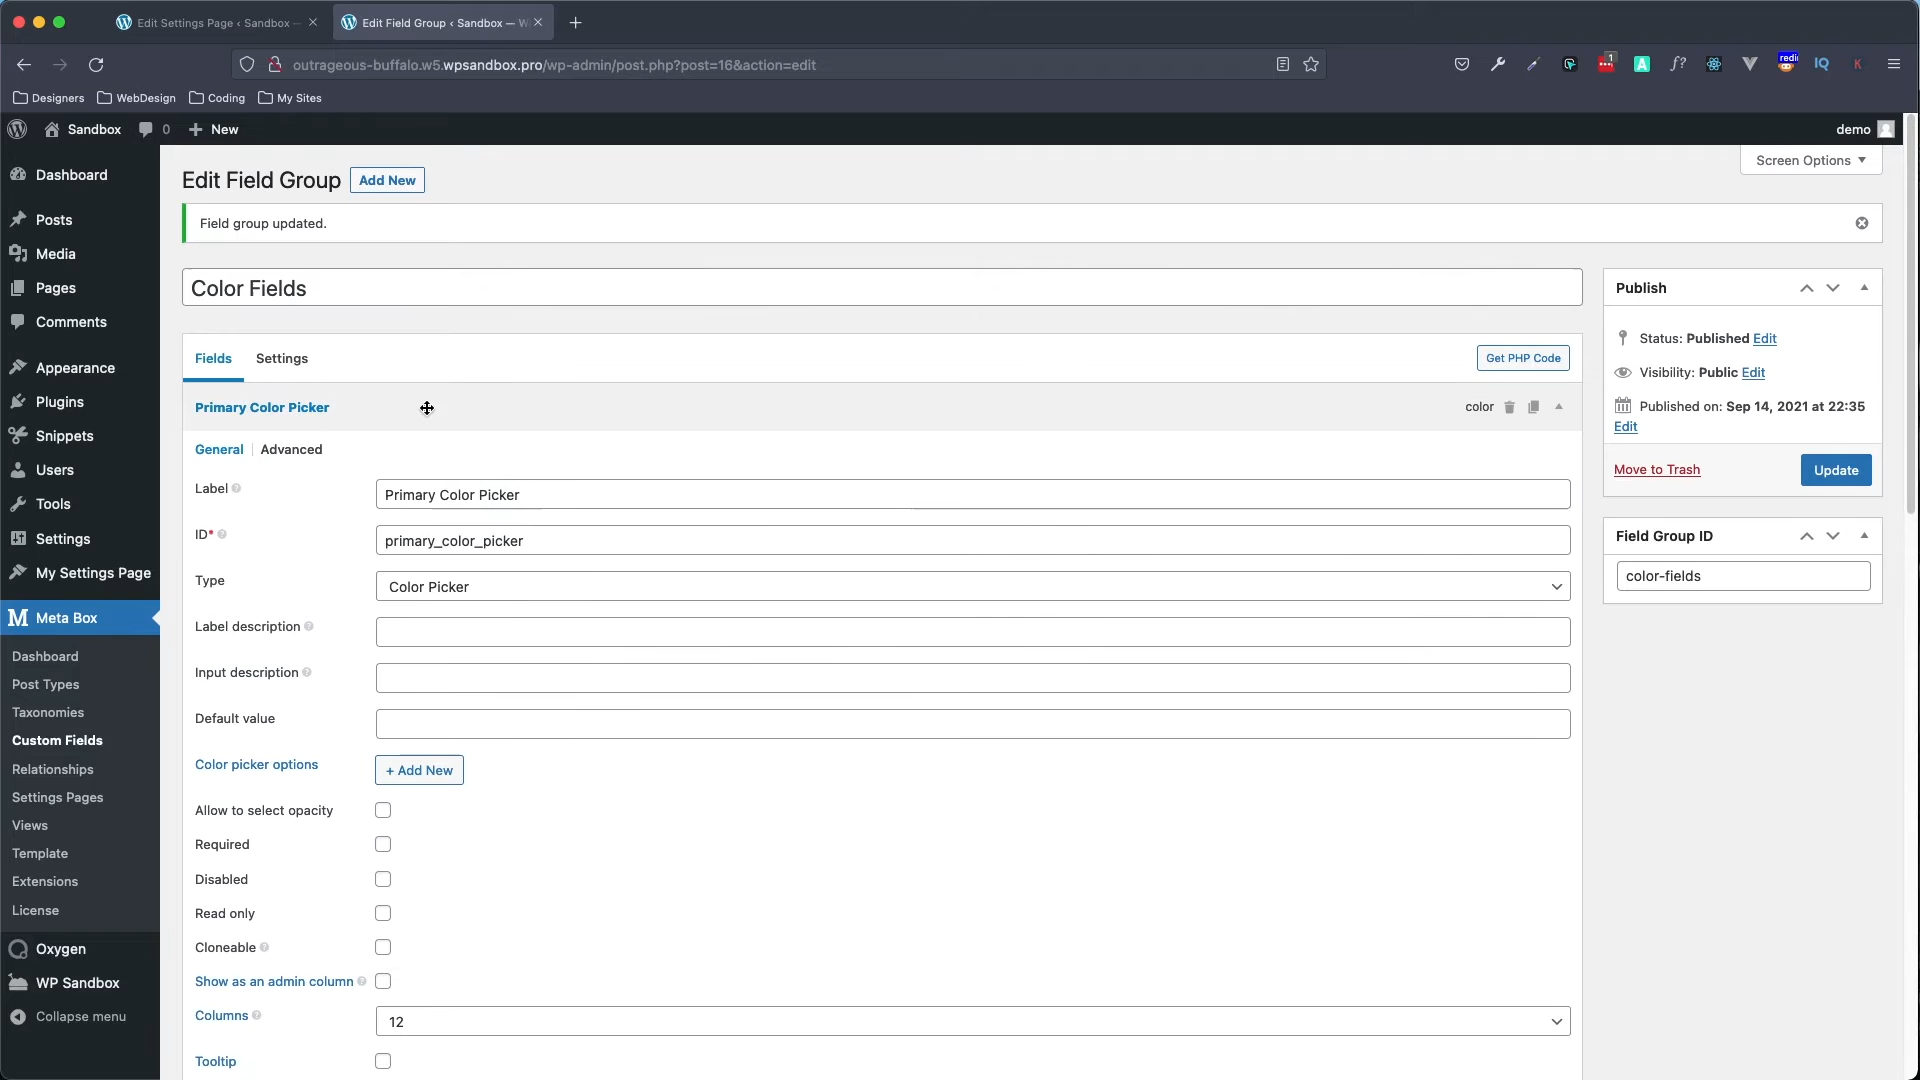 Edit Settings Page ‹ Sandbox —
Edit Field Group ‹ Sandbox — W
outrageous-buffalo.w5.wpsandbox.pro/wp-admin/post.php?post=16&action=edit
1
A
f?
redi
IQ
K
Designers
WebDesign
Coding
My Sites
Sandbox
0
New
demo
Dashboard
Posts
Media
Pages
Comments
Appearance
Plugins
Snippets
Users
Tools
Settings
My Settings Page
Meta Box
Dashboard
Post Types
Taxonomies
Custom Fields
Relationships
Settings Pages
Views
Template
Extensions
License
Oxygen
WP Sandbox
Collapse menu
Screen Options
Edit Field Group
Add New
Field group updated.
Color Fields
Fields
Settings
Get PHP Code
Primary Color Picker
color
General
Advanced
Label
Primary Color Picker
ID*
primary_color_picker
Type
Color Picker
Label description
Input description
Default value
Color picker options
+ Add New
Allow to select opacity
Required
Disabled
Read only
Cloneable
Show as an admin column
Columns
12
Tooltip
Publish
Status: Published Edit
Visibility: Public Edit
Published on: Sep 14, 2021 at 22:35
Edit
Move to Trash
Update
Field Group ID
color-fields